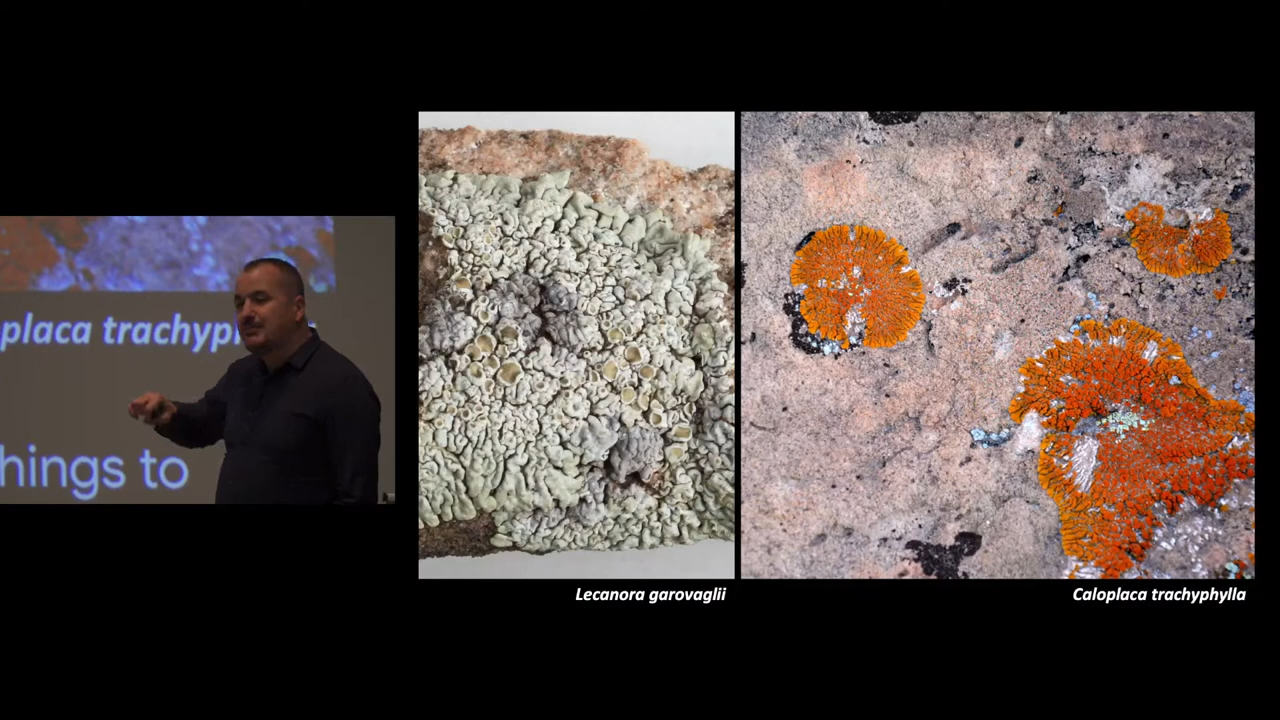 placa trachyph
hings to
Lecanora garovaglii
Caloplaca trachyphylla